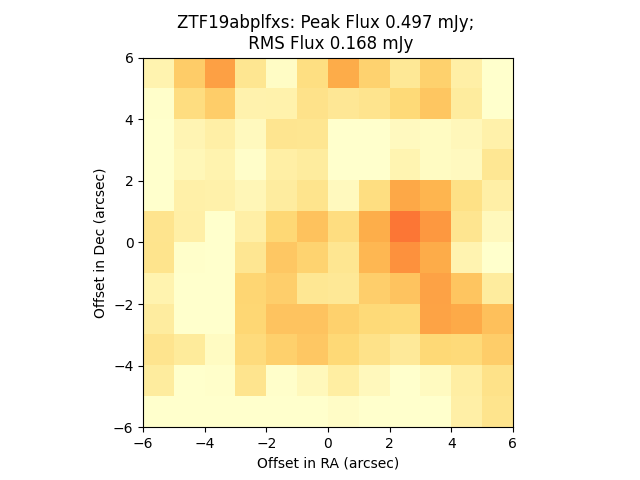 ZTF19abplfxs: Peak Flux 0.497 mJy;
RMS Flux 0.168 mJy
6
4
2
0
−2
−4
−6
Offset in Dec (arcsec)
−6 −4 −2 0 2 4 6
Offset in RA (arcsec)